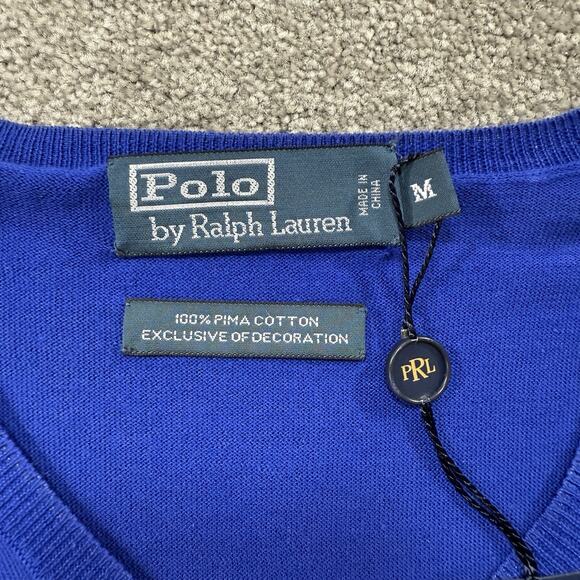 Polo
by Ralph Lauren
MADE IN
CHINA
M
100% PIMA COTTON
EXCLUSIVE OF DECORATION
PRL